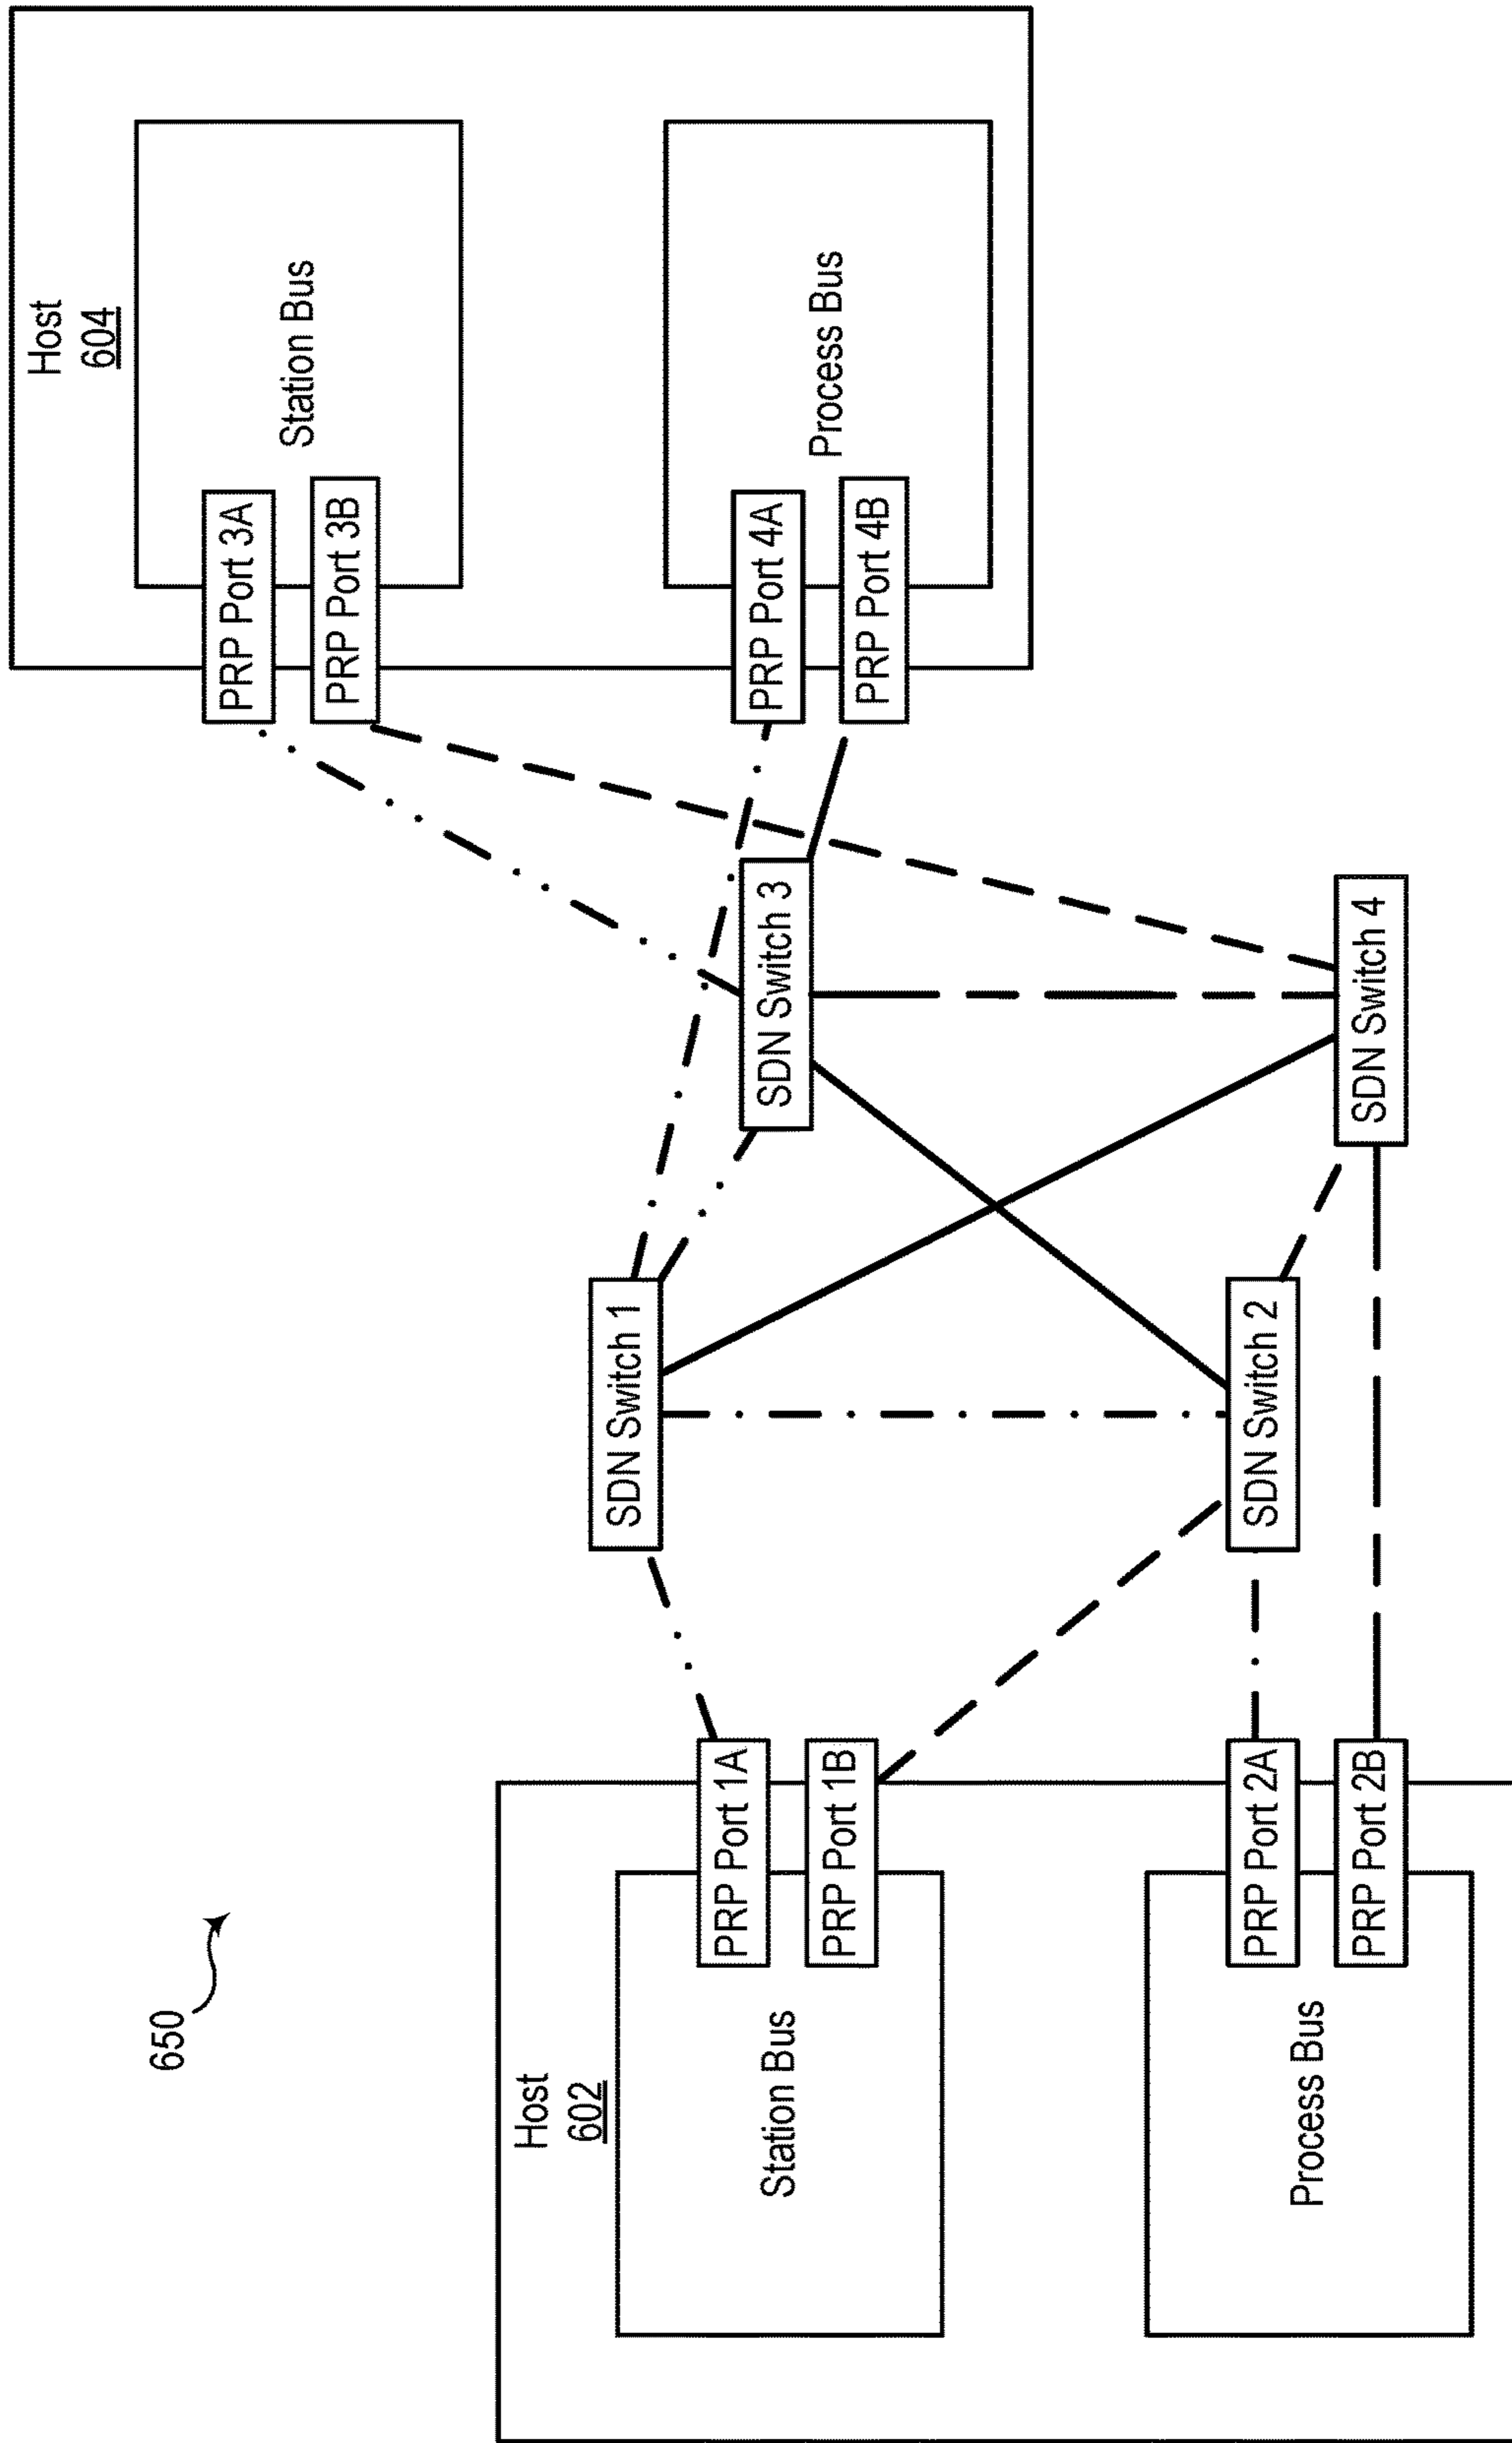 650
Host
602
Station Bus
PRP Port 1A
PRP Port 1B
Process Bus
PRP Port 2A
PRP Port 2B
SDN Switch 1
SDN Switch 2
SDN Switch 3
SDN Switch 4
Host
604
Station Bus
PRP Port 3A
PRP Port 3B
Process Bus
PRP Port 4A
PRP Port 4B